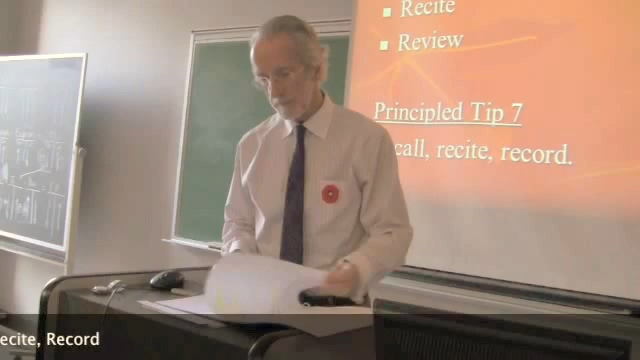 Recite
Review
Principled Tip 7
call, recite, record.
ecite, Record